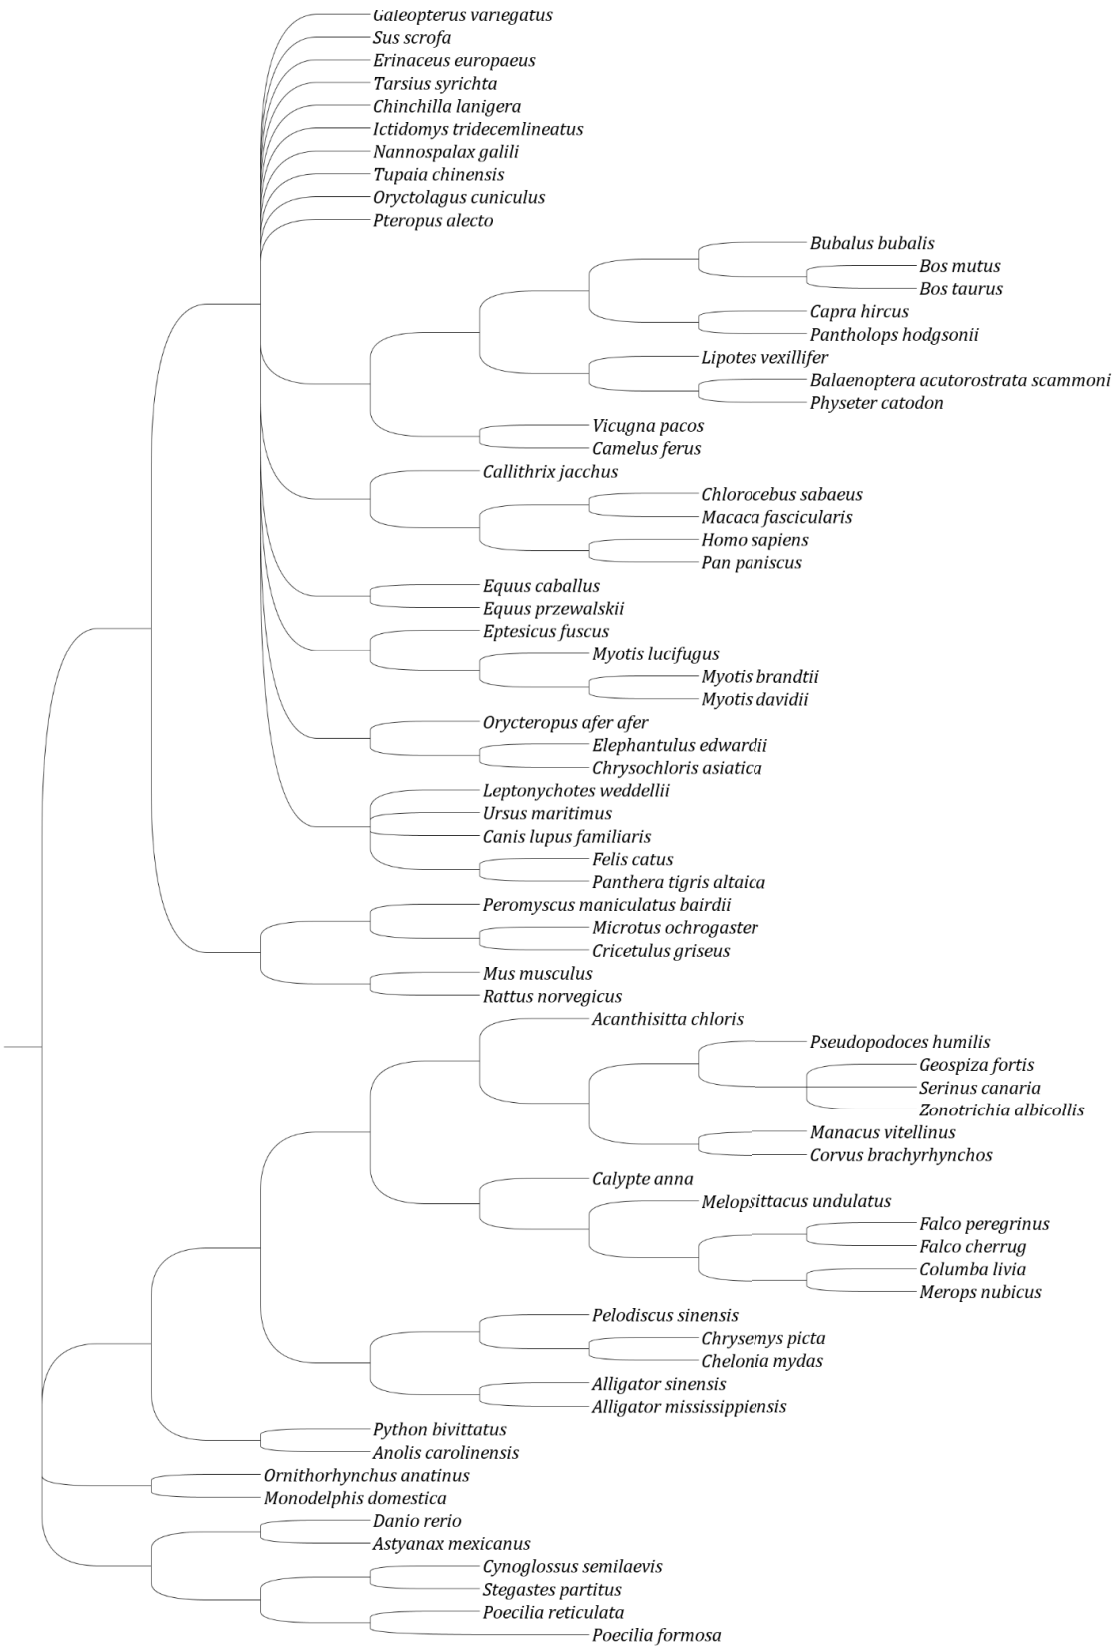 Galeopterus variegatus
Sus scrofa
Erinaceus europaeus
Tarsius syrichta
Chinchilla lanigera
Ictidomys tridecemlineatus
Nannospalax galili
Tupaia chinensis
Oryctolagus cuniculus
Pteropus alecto
Bubalus bubalis
Bos mutus
Bos taurus
Capra hircus
Pantholops hodgsonii
Lipotes vexillifer
Balaenoptera acutorostrata scammoni
Physeter catodon
Vicugna pacos
Camelus ferus
Callithrix jacchus
Chlorocebus sabaeus
Macaca fascicularis
Homo sapiens
Pan paniscus
Equus caballus
Equus przewalskii
Eptesicus fuscus
Myotis lucifugus
Myotis brandtii
Myotis davidii
Orycteropus afer afer
Elephantulus edwardii
Chrysochloris asiatica
Leptonychotes weddellii
Ursus maritimus
Canis lupus familiaris
Felis catus
Panthera tigris altaica
Peromyscus maniculatus bairdii
Microtus ochrogaster
Cricetulus griseus
Mus musculus
Rattus norvegicus
Acanthisitta chloris
Pseudopodoces humilis
Geospiza fortis
Serinus canaria
Zonotrichia albicollis
Manacus vitellinus
Corvus brachyrhynchos
Calypte anna
Melopsittacus undulatus
Falco peregrinus
Falco cherrug
Columba livia
Merops nubicus
Pelodiscus sinensis
Chrysemys picta
Chelonia mydas
Alligator sinensis
Alligator mississippiensis
Python bivittatus
Anolis carolinensis
Ornithorhynchus anatinus
Monodelphis domestica
Danio rerio
Astyanax mexicanus
Cynoglossus semilaevis
Stegastes partitus
Poecilia reticulata
Poecilia formosa